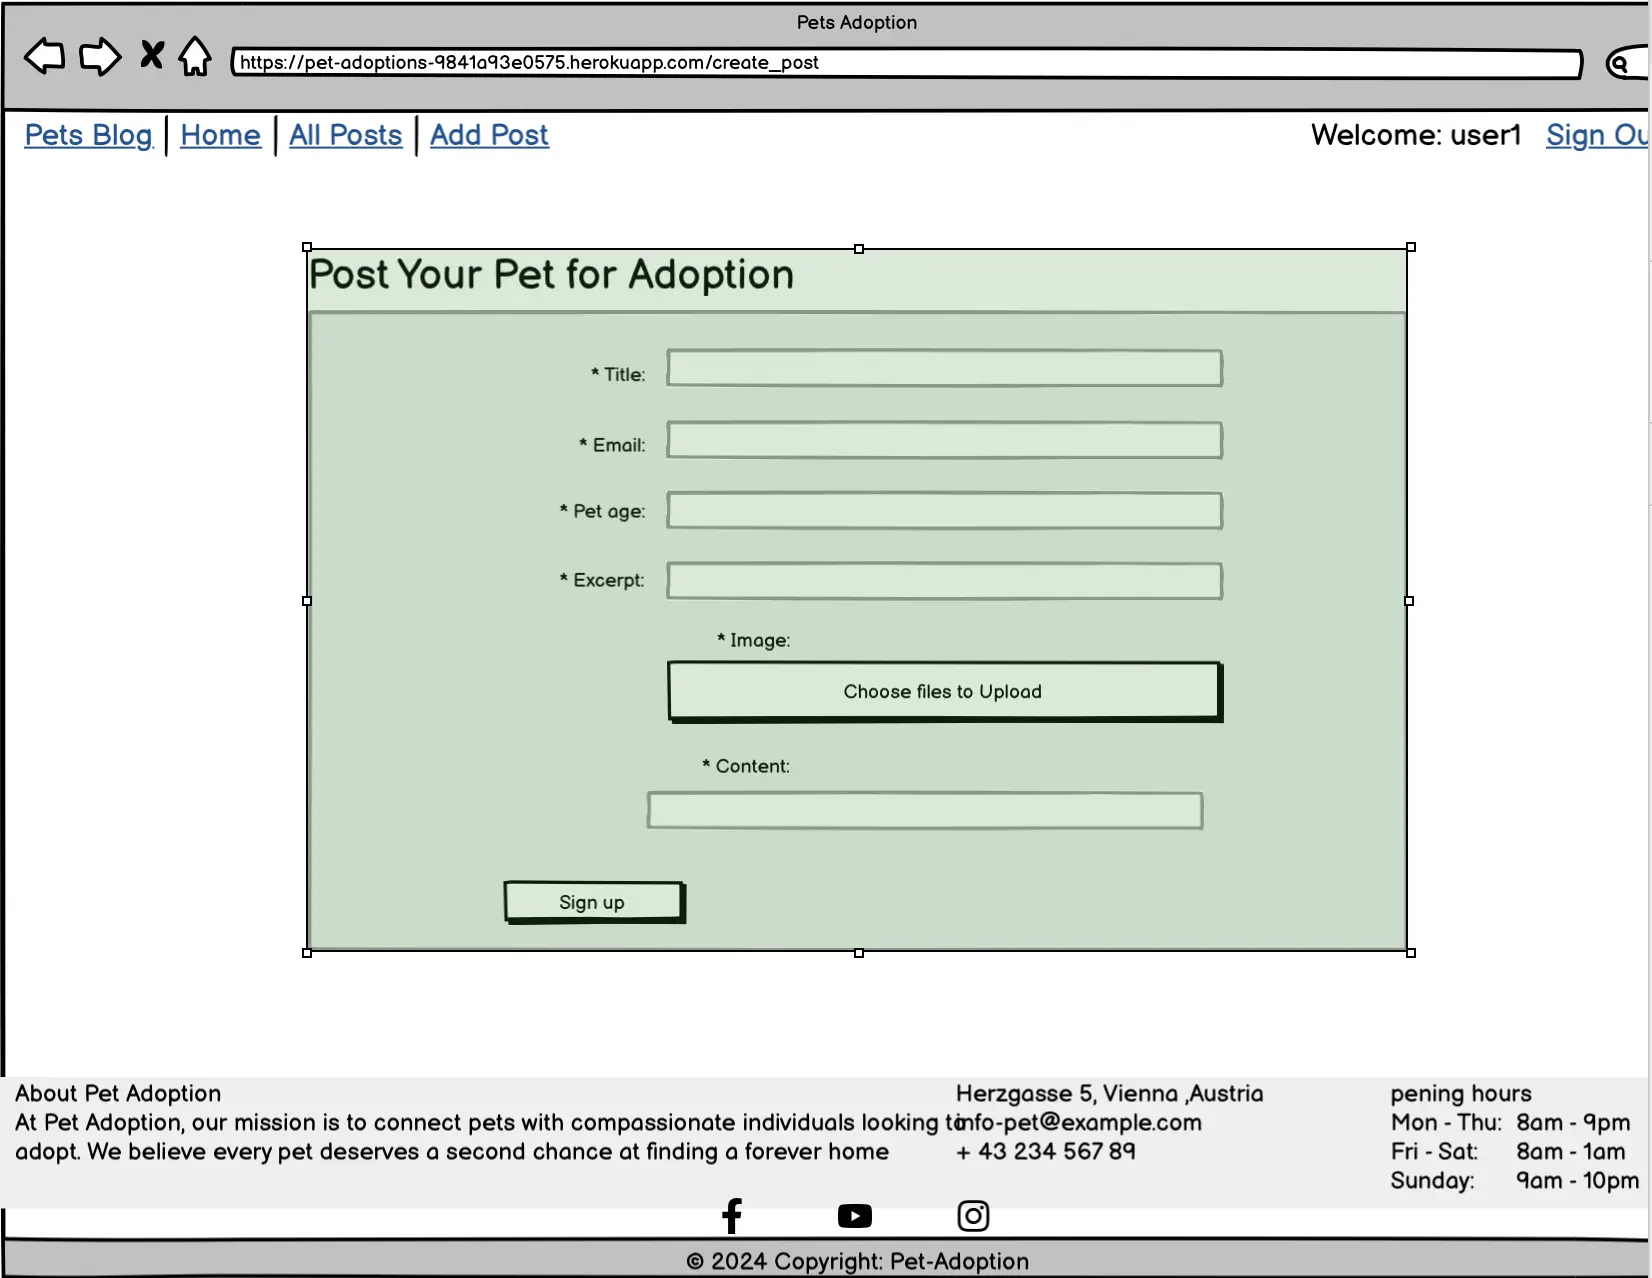 Pets Adoption
https://pet-adoptions-9841a93e0575.herokuapp.com/create_post
Pets Blog Home All Posts Add Post Welcome: user1 Sign Ou
Post Your Pet for Adoption
* Title:
* Email:
* Pet age:
* Excerpt:
* Image:
Choose files to Upload
* Content:
Sign up
About Pet Adoption
At Pet Adoption, our mission is to connect pets with compassionate individuals looking to
adopt. We believe every pet deserves a second chance at finding a forever home
Herzgasse 5, Vienna ,Austria
info-pet@example.com
+ 43 234 567 89
pening hours
Mon - Thu: 8am - 9pm
Fri - Sat: 8am - 1am
Sunday: 9am - 10pm
© 2024 Copyright: Pet-Adoption